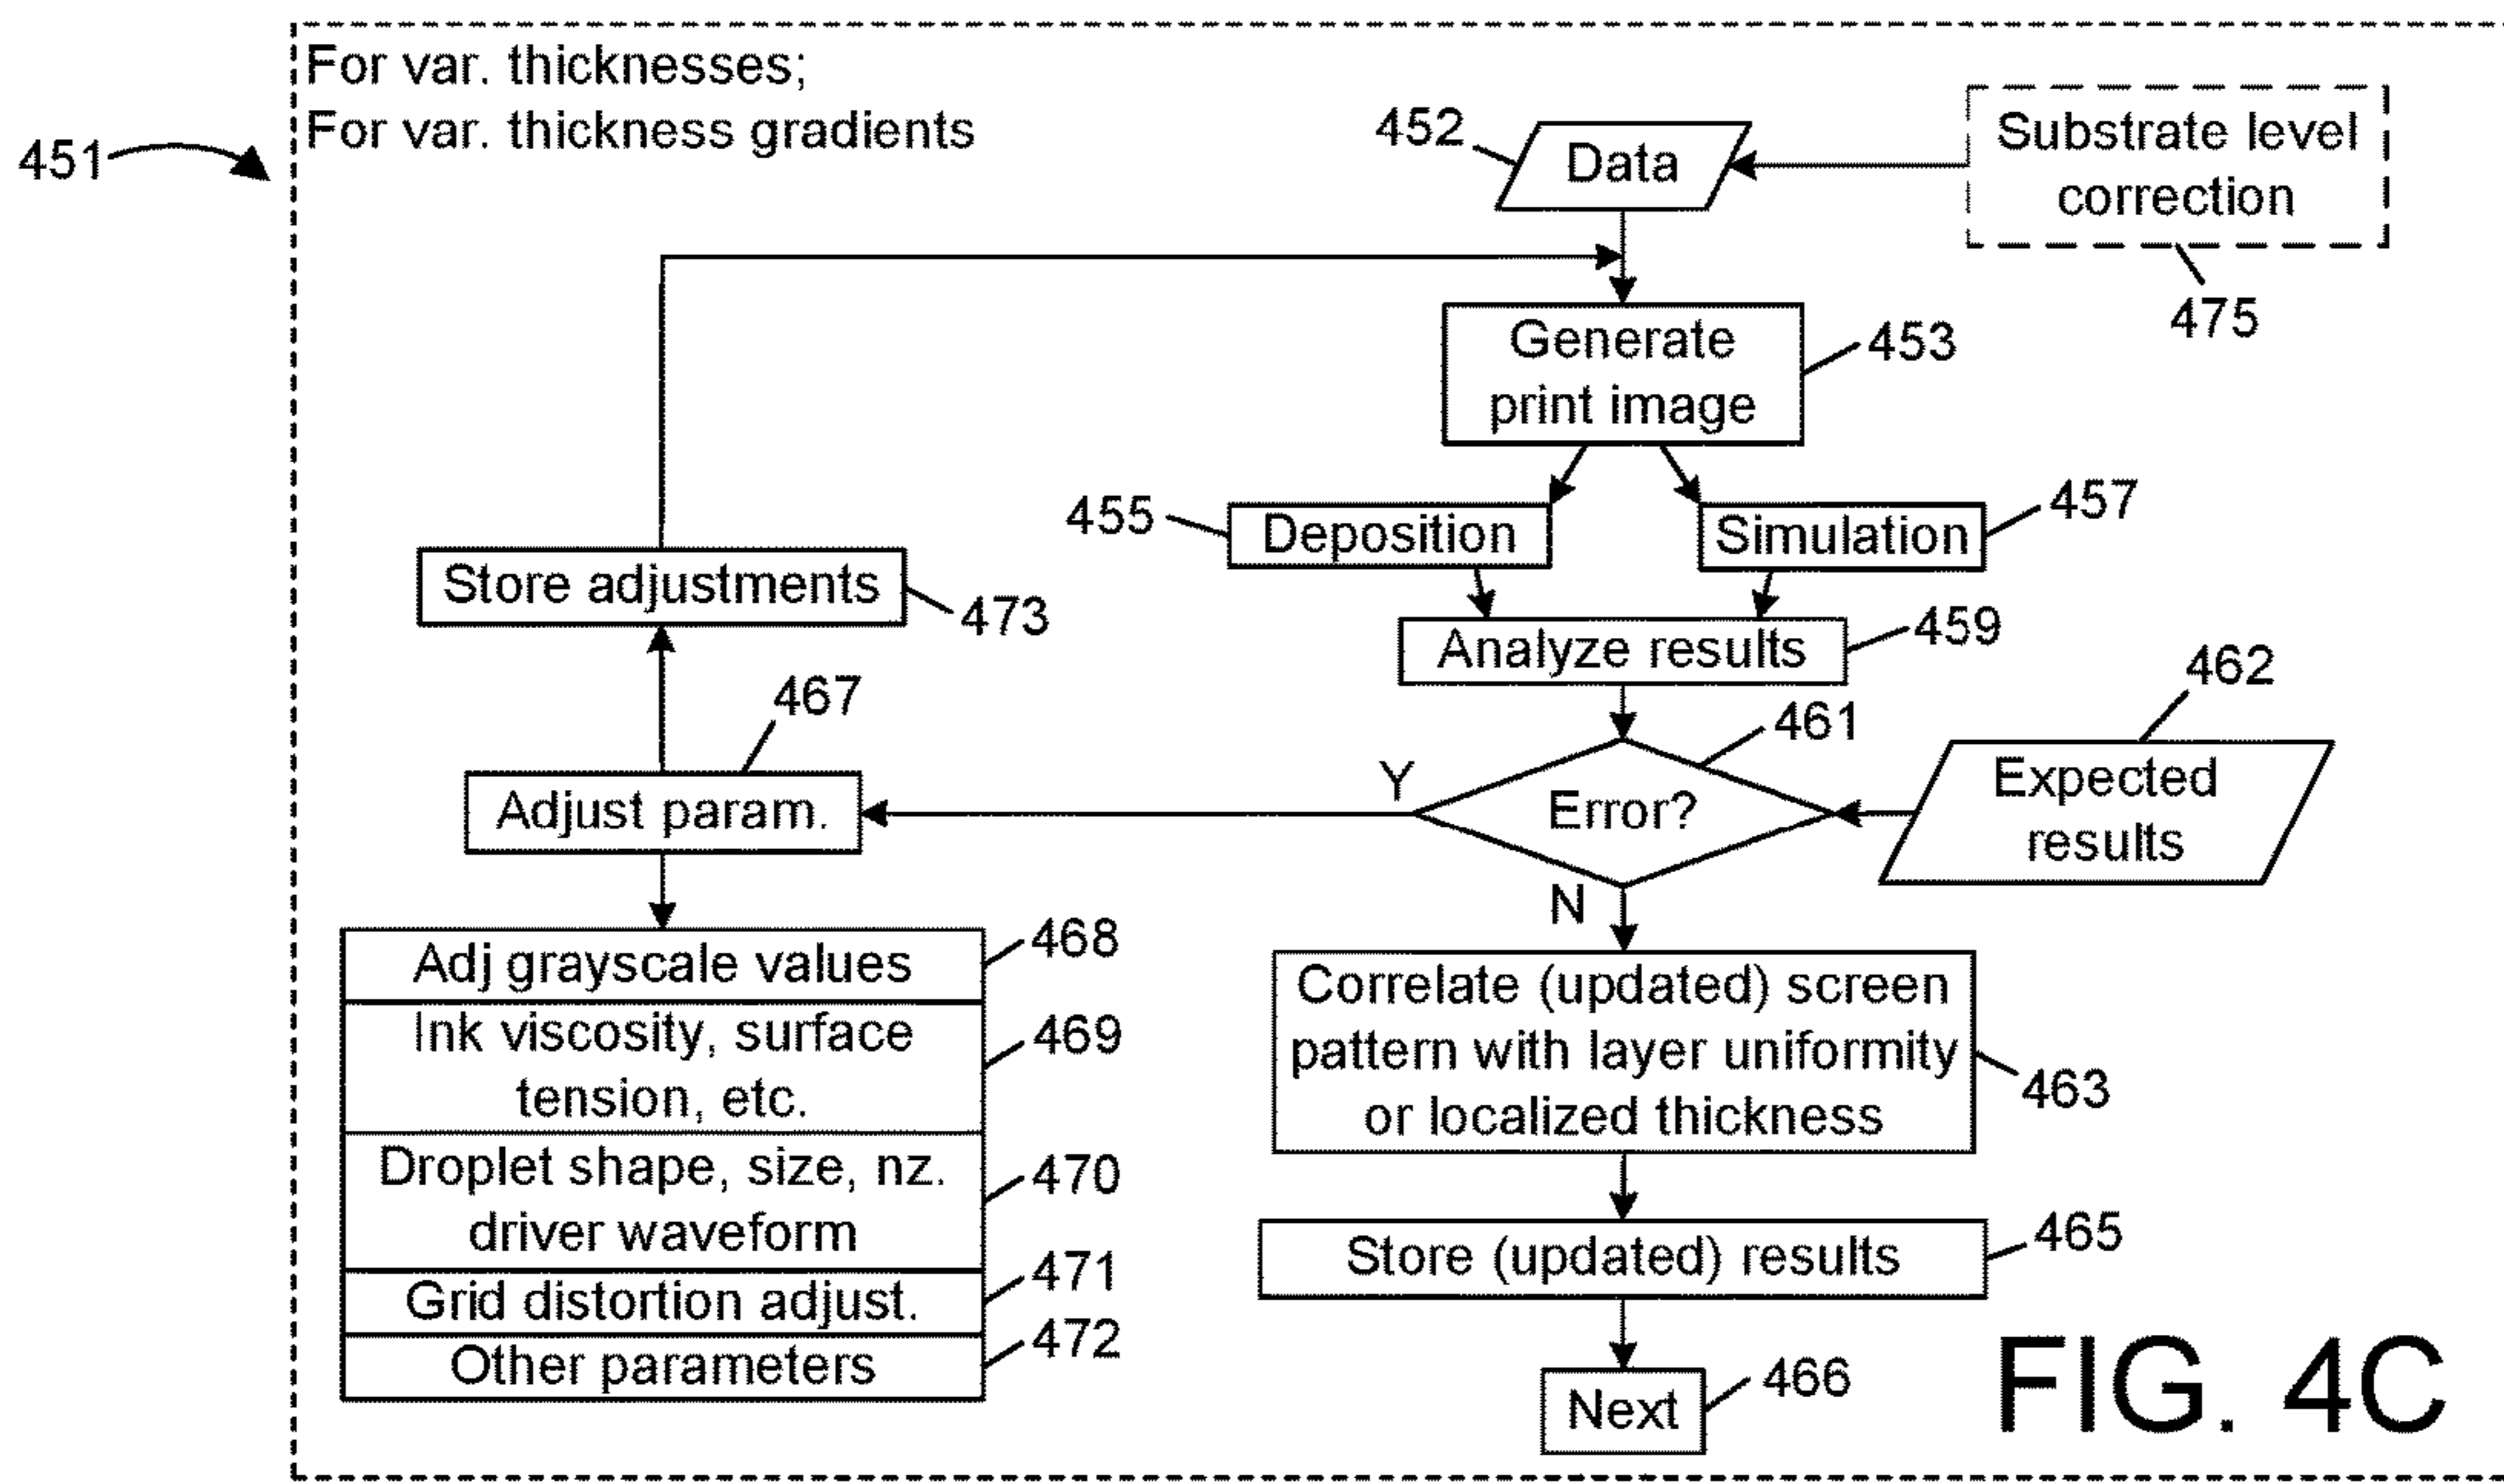 For var. thicknesses;
For var. thickness gradients
451
452
Data
Substrate level
correction
475
Generate
print image
453
455
Deposition
Simulation
457
Store adjustments
473
Analyze results
459
467
461
462
Adjust param.
Y
Error?
Expected
results
N
Adj grayscale values
468
Ink viscosity, surface
tension, etc.
469
Droplet shape, size, nz.
driver waveform
470
Grid distortion adjust.
471
Other parameters
472
Correlate (updated) screen
pattern with layer uniformity
or localized thickness
463
Store (updated) results
465
Next
466
FIG. 4C